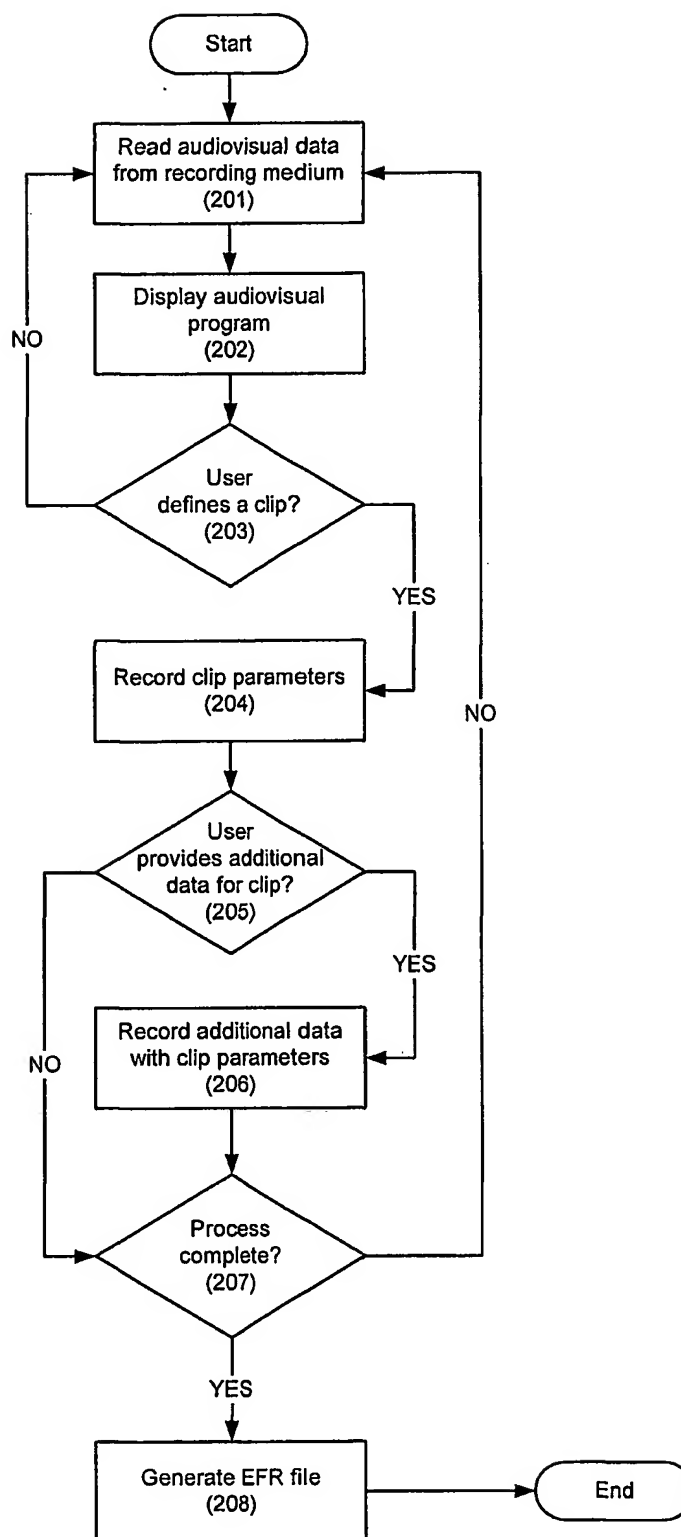 Start
Read audiovisual data
from recording medium
(201)
Display audiovisual
program
(202)
NO
User
defines a clip?
(203)
YES
Record clip parameters
(204)
NO
User
provides additional
data for clip?
(205)
YES
Record additional data
with clip parameters
(206)
NO
Process
complete?
(207)
YES
Generate EFR file
(208)
End